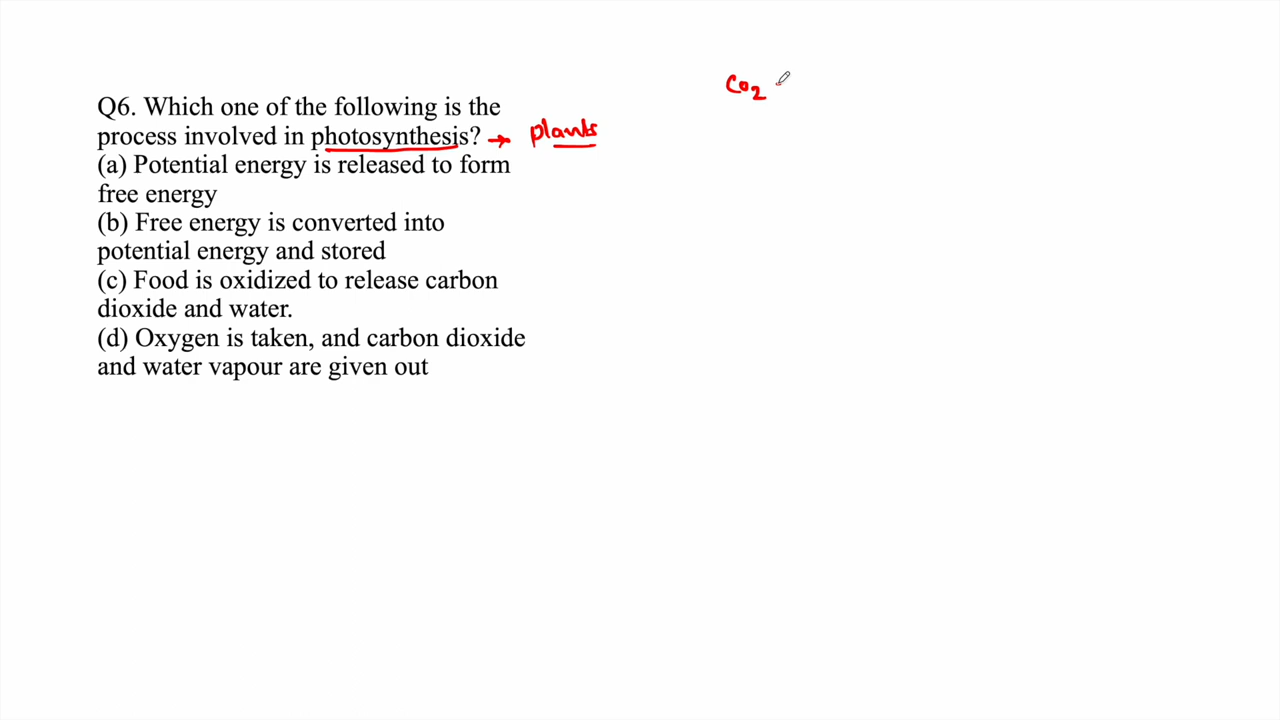 Co2
Q6. Which one of the following is the
process involved in photosynthesis? → plants
(a) Potential energy is released to form
free energy
(b) Free energy is converted into
potential energy and stored
(c) Food is oxidized to release carbon
dioxide and water.
(d) Oxygen is taken, and carbon dioxide
and water vapour are given out